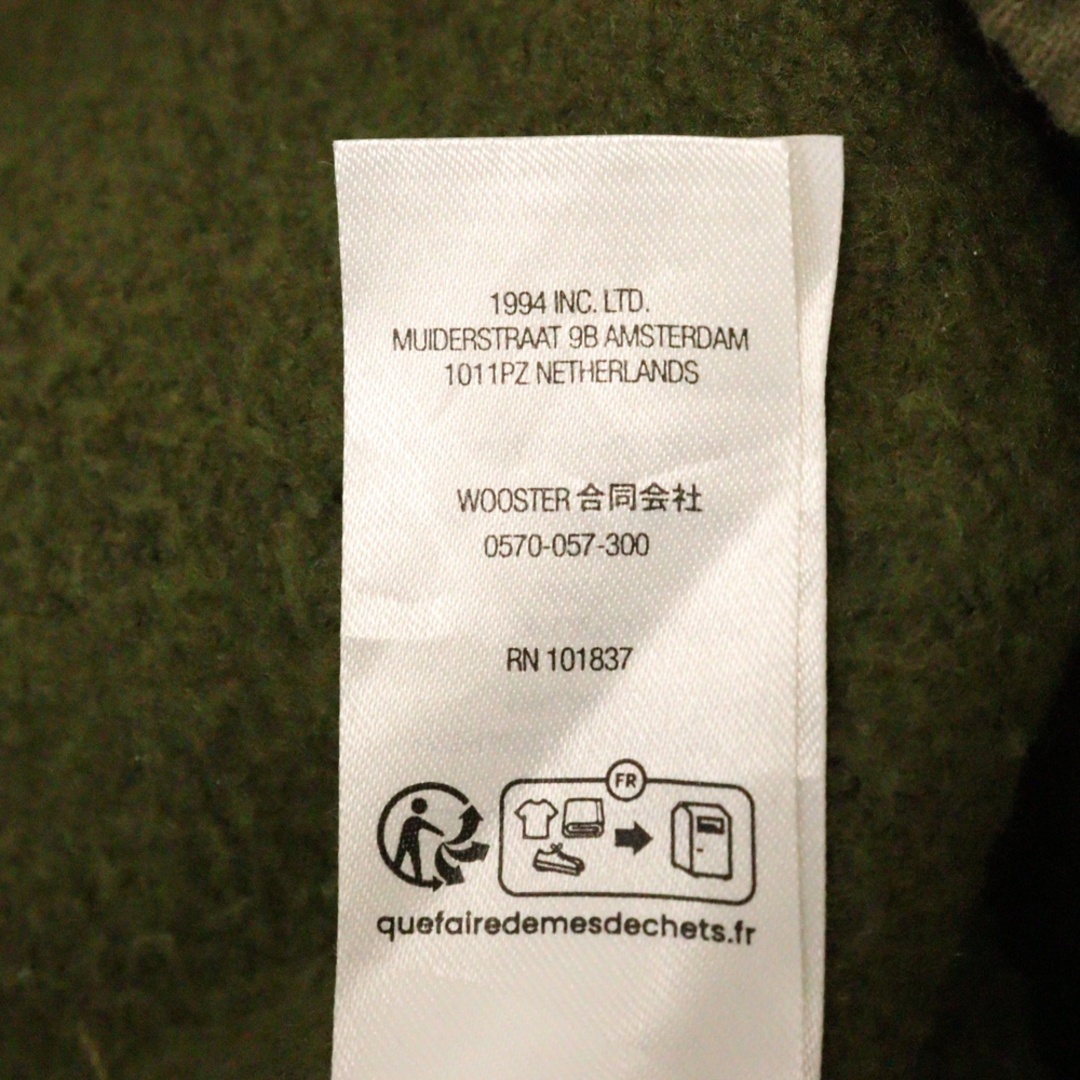 1994 INC. LTD.
MUIDERSTRAAT 9B AMSTERDAM
1011PZ NETHERLANDS
WOOSTER 合同会社
0570-057-300
RN 101837
FR
quefairedemesdechets.fr